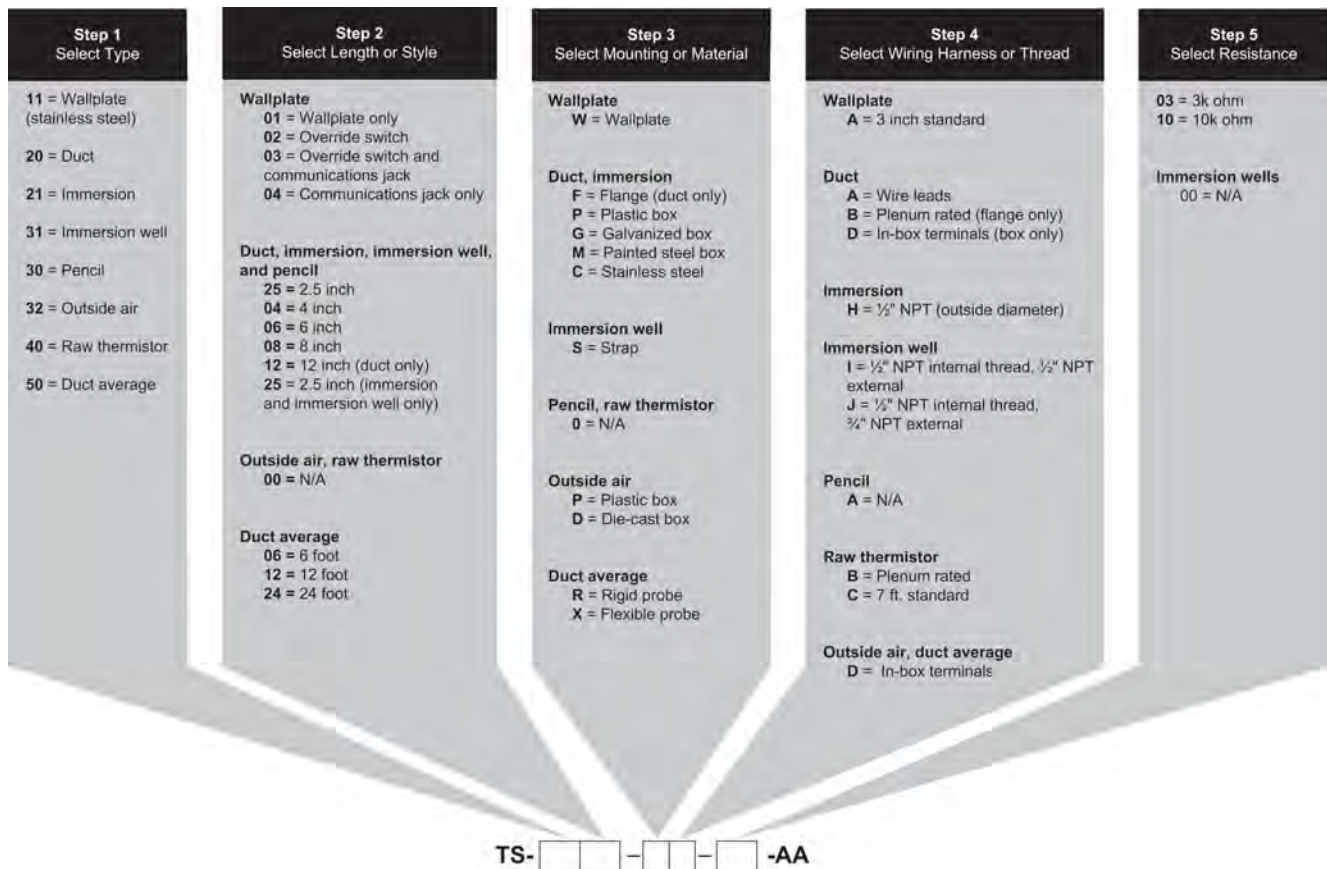 Step 1
Select Type
11 = Wallplate
(stainless steel)
20 = Duct
21 = Immersion
31 = Immersion well
30 = Pencil
32 = Outside air
40 = Raw thermistor
50 = Duct average
Step 2
Select Length or Style
Wallplate
01 = Wallplate only
02 = Override switch
03 = Override switch and
communications jack
04 = Communications jack only
Duct, immersion, immersion well,
and pencil
25 = 2.5 inch
04 = 4 inch
06 = 6 inch
08 = 8 inch
12 = 12 inch (duct only)
25 = 2.5 inch (immersion
and immersion well only)
Outside air, raw thermistor
00 = N/A
Duct average
06 = 6 foot
12 = 12 foot
24 = 24 foot
Step 3
Select Mounting or Material
Wallplate
W = Wallplate
Duct, immersion
F = Flange (duct only)
P = Plastic box
G = Galvanized box
M = Painted steel box
C = Stainless steel
Immersion well
S = Strap
Pencil, raw thermistor
0 = N/A
Outside air
P = Plastic box
D = Die-cast box
Duct average
R = Rigid probe
X = Flexible probe
Step 4
Select Wiring Harness or Thread
Wallplate
A = 3 inch standard
Duct
A = Wire leads
B = Plenum rated (flange only)
D = In-box terminals (box only)
Immersion
H = ½" NPT (outside diameter)
Immersion well
I = ½" NPT internal thread, ½" NPT
external
J = ½" NPT internal thread,
¾" NPT external
Pencil
A = N/A
Raw thermistor
B = Plenum rated
C = 7 ft. standard
Outside air, duct average
D = In-box terminals
Step 5
Select Resistance
03 = 3k ohm
10 = 10k ohm
Immersion wells
00 = N/A
TS- – – -AA